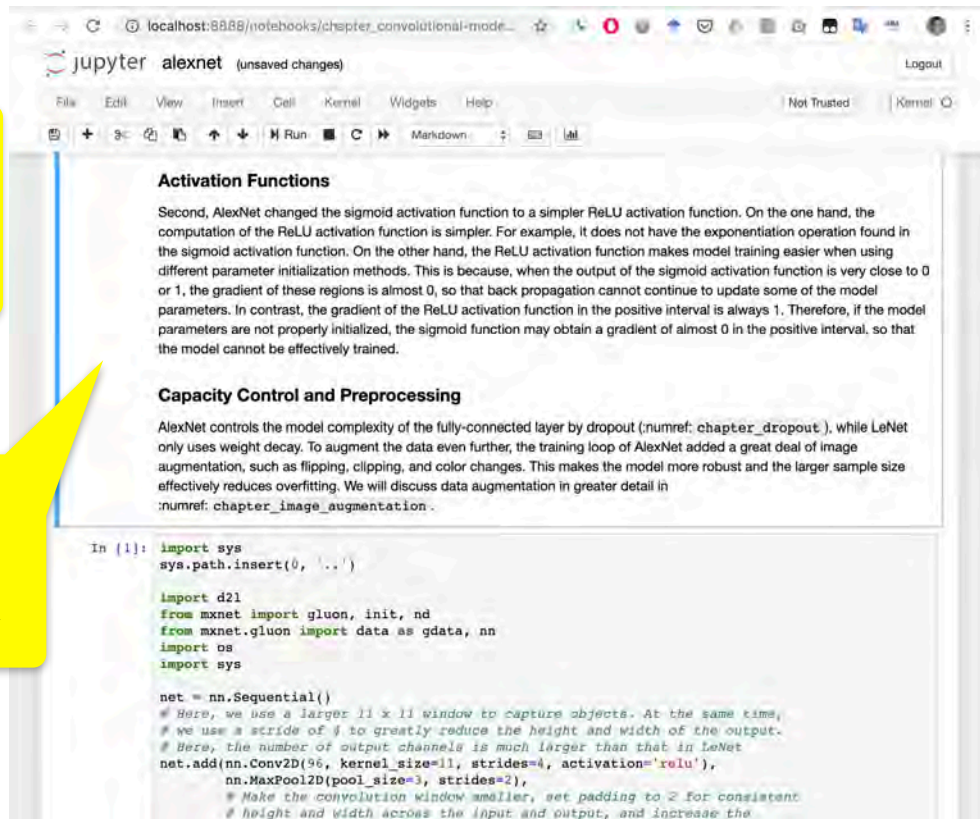 localhost:8888/notebooks/chapter_convolutional-mode...
jupyter alexnet (unsaved changes)
Logout
File Edit View Insert Cell Kernel Widgets Help
Not Trusted Kernel
Run Markdown
Activation Functions
Second, AlexNet changed the sigmoid activation function to a simpler ReLU activation function. On the one hand, the
computation of the ReLU activation function is simpler. For example, it does not have the exponentiation operation found in
the sigmoid activation function. On the other hand, the ReLU activation function makes model training easier when using
different parameter initialization methods. This is because, when the output of the sigmoid activation function is very close to 0
or 1, the gradient of these regions is almost 0, so that back propagation cannot continue to update some of the model
parameters. In contrast, the gradient of the ReLU activation function in the positive interval is always 1. Therefore, if the model
parameters are not properly initialized, the sigmoid function may obtain a gradient of almost 0 in the positive interval, so that
the model cannot be effectively trained.
Capacity Control and Preprocessing
AlexNet controls the model complexity of the fully-connected layer by dropout (:numref: chapter_dropout ), while LeNet
only uses weight decay. To augment the data even further, the training loop of AlexNet added a great deal of image
augmentation, such as flipping, clipping, and color changes. This makes the model more robust and the larger sample size
effectively reduces overfitting. We will discuss data augmentation in greater detail in
:numref: chapter_image_augmentation .
In [1]: import sys
sys.path.insert(0, '..')
import d2l
from mxnet import gluon, init, nd
from mxnet.gluon import data as gdata, nn
import os
import sys
net = nn.Sequential()
# Here, we use a larger 11 x 11 window to capture objects. At the same time,
# we use a stride of 4 to greatly reduce the height and width of the output.
# Here, the number of output channels is much larger than that in LeNet
net.add(nn.Conv2D(96, kernel_size=11, strides=4, activation='relu'),
nn.MaxPool2D(pool_size=3, strides=2),
# Make the convolution window smaller, set padding to 2 for consistent
# height and width across the input and output, and increase the